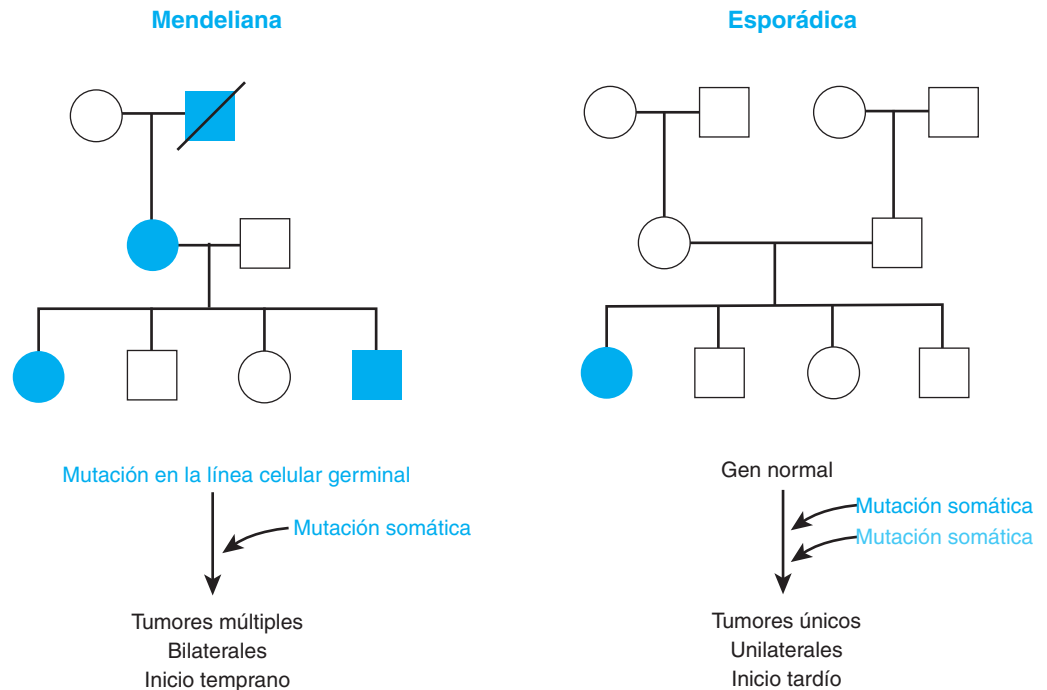 Mendeliana
Mutación en la línea celular germinal
Mutación somática
Tumores múltiples
Bilaterales
Inicio temprano
Esporádica
Gen normal
Mutación somática
Mutación somática
Tumores únicos
Unilaterales
Inicio tardío